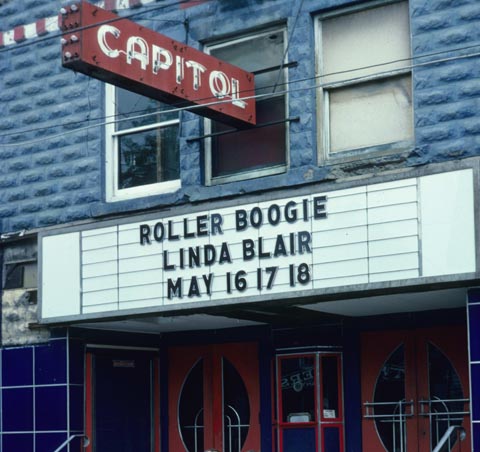 CAPITOL
ROLLER BOOGIE
LINDA BLAIR
MAY 16 17 18